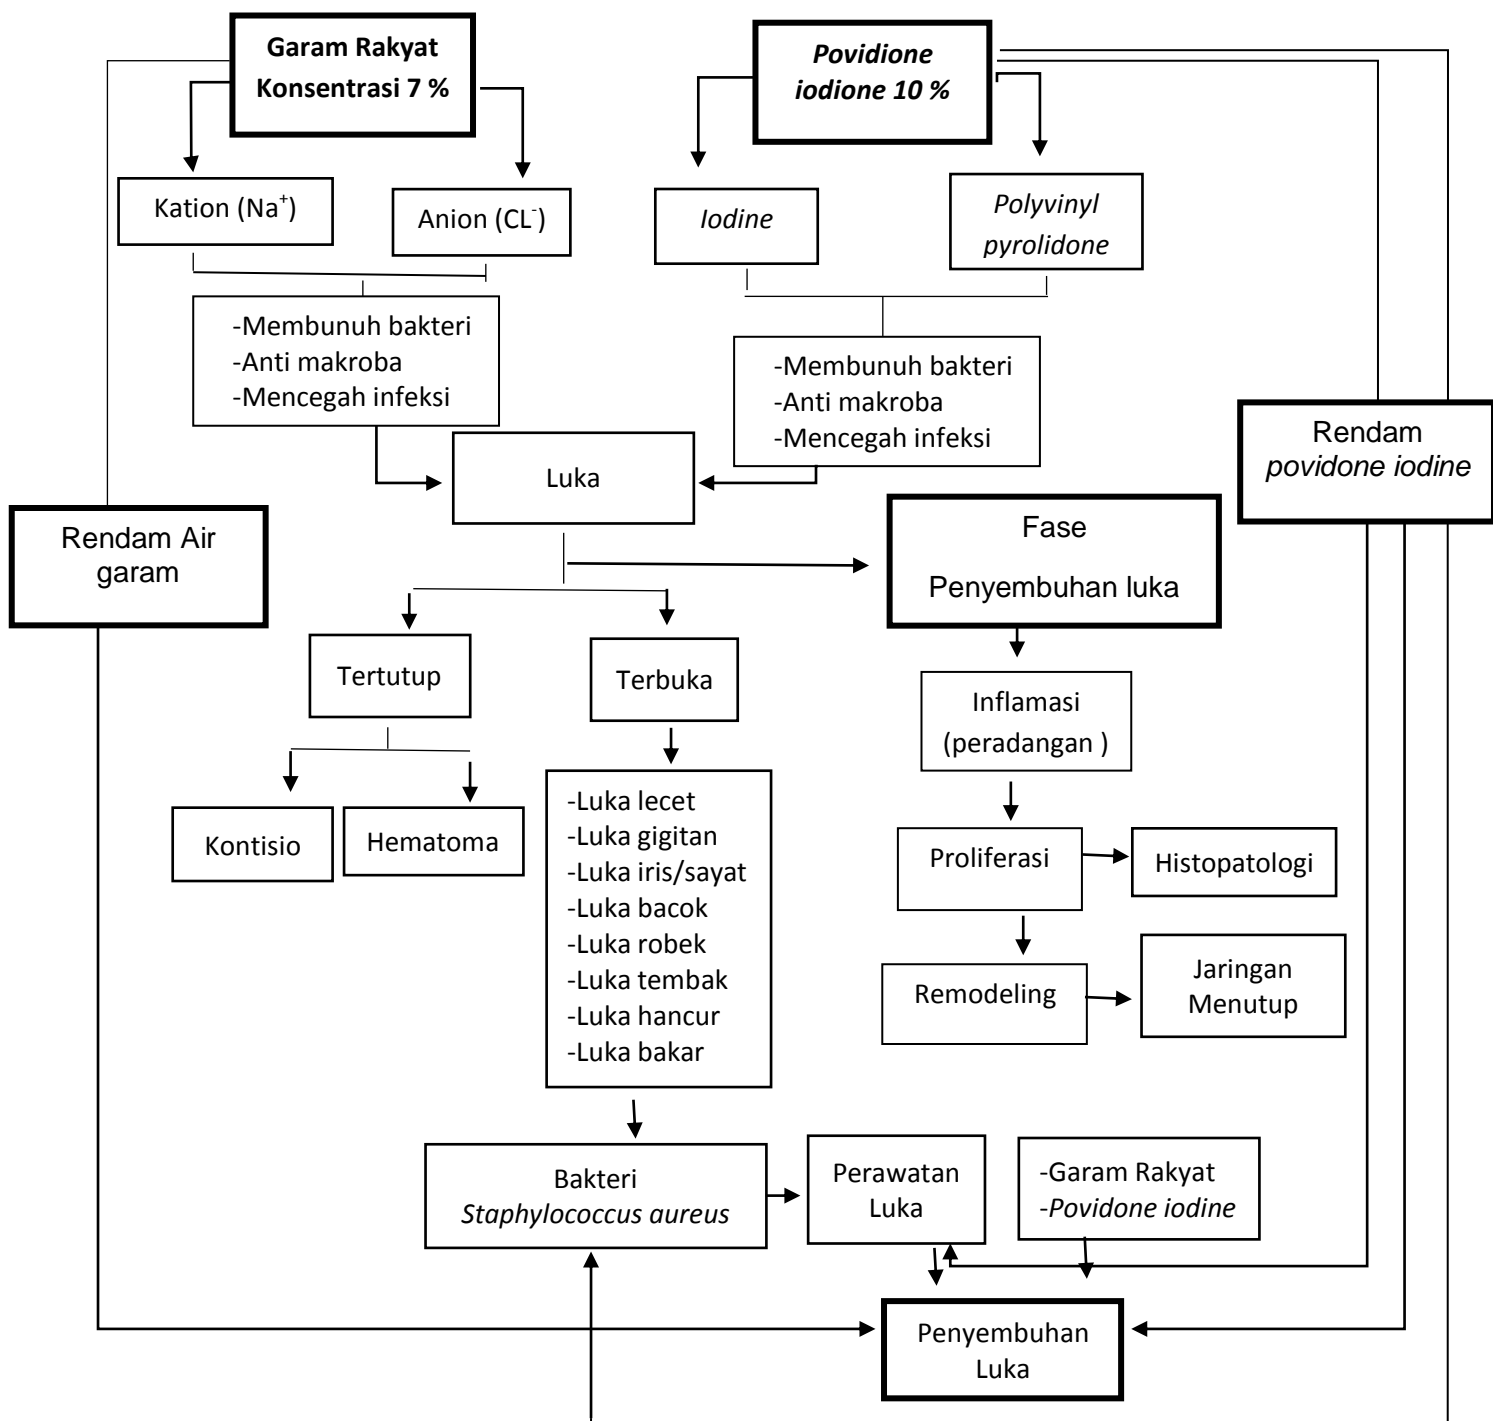 Garam Rakyat
Konsentrasi 7 %
Povidione
iodione 10 %
Kation (Na⁺)
Anion (CL⁻)
Iodine
Polyvinyl
pyrolidone
-Membunuh bakteri
-Anti makroba
-Mencegah infeksi
-Membunuh bakteri
-Anti makroba
-Mencegah infeksi
Rendam
povidone iodine
Luka
Rendam Air
garam
Fase
Penyembuhan luka
Tertutup
Terbuka
Inflamasi
(peradangan )
Kontisio
Hematoma
-Luka lecet
-Luka gigitan
-Luka iris/sayat
-Luka bacok
-Luka robek
-Luka tembak
-Luka hancur
-Luka bakar
Proliferasi
Histopatologi
Remodeling
Jaringan
Menutup
Bakteri
Staphylococcus aureus
Perawatan
Luka
-Garam Rakyat
-Povidone iodine
Penyembuhan
Luka